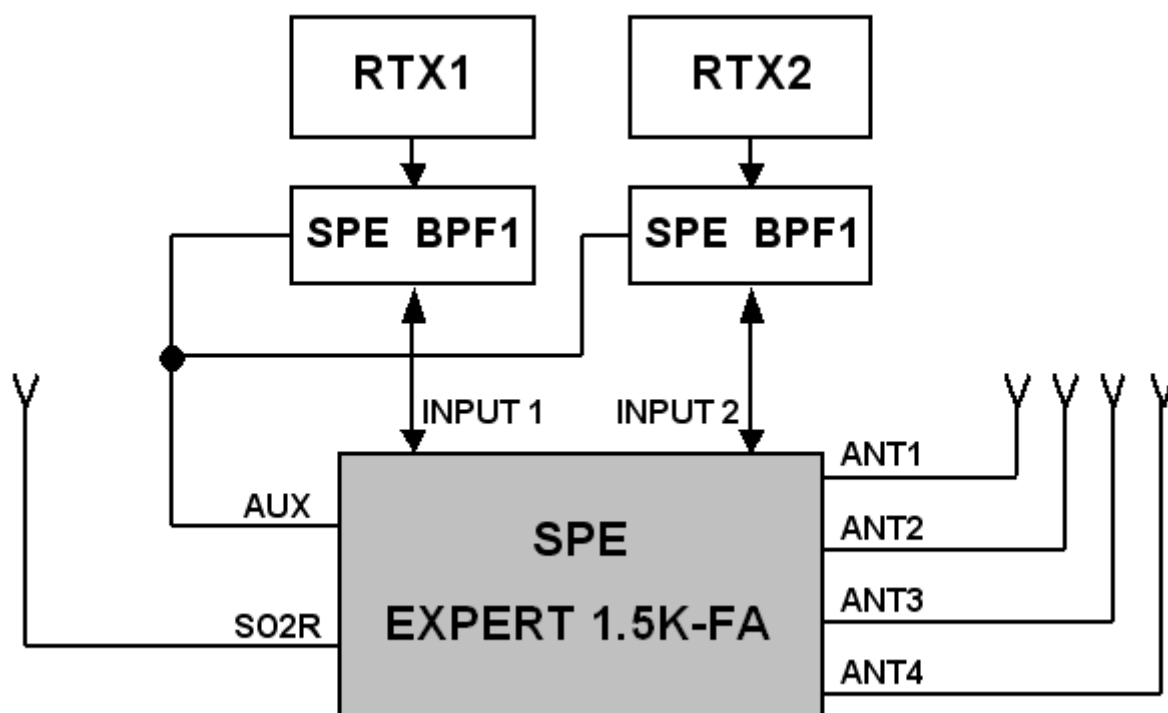 RTX1
RTX2
SPE BPF1
SPE BPF1
INPUT 1
INPUT 2
ANT1
AUX
SPE
ANT2
EXPERT 1.5K-FA
ANT3
SO2R
ANT4